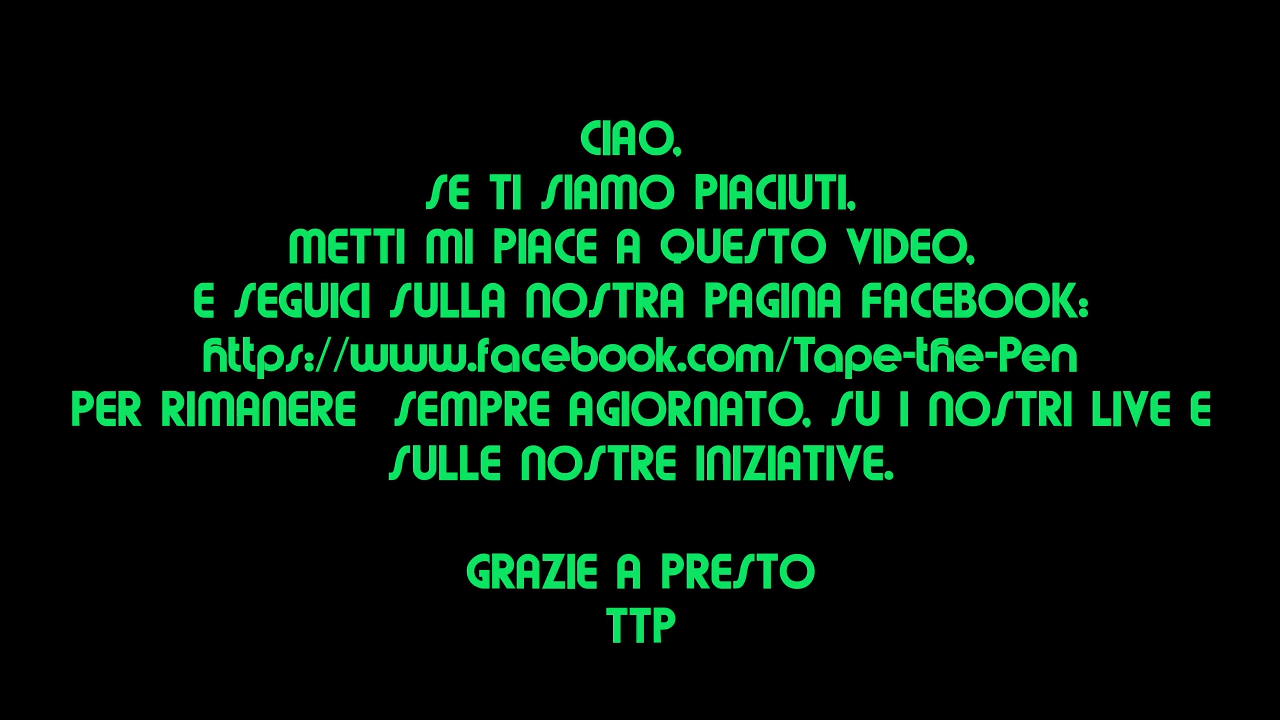 CIAO,
SE TI SIAMO PIACIUTI,
METTI MI PIACE A QUESTO VIDEO,
E SEGUICI SULLA NOSTRA PAGINA FACEBOOK:
https://www.facebook.com/Tape-the-Pen
PER RIMANERE SEMPRE AGIORNATO, SU I NOSTRI LIVE E
SULLE NOSTRE INIZIATIVE.
GRAZIE A PRESTO
TTP